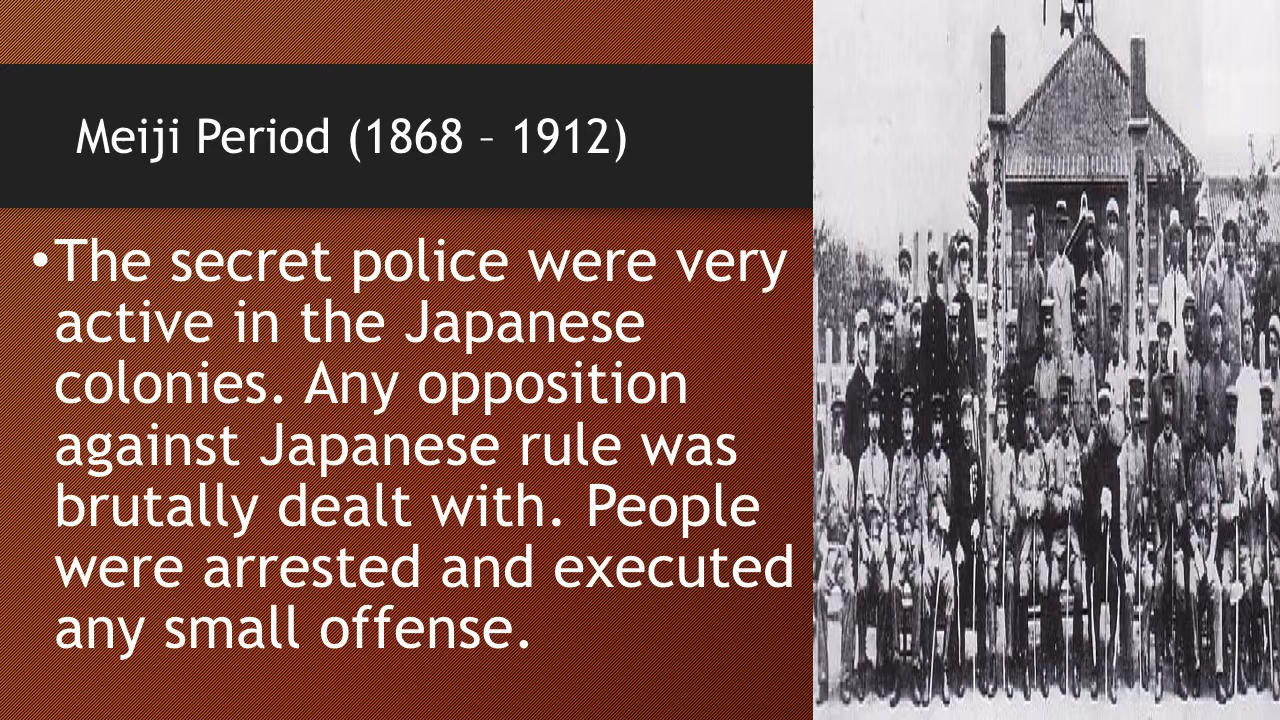 Meiji Period (1868 – 1912)
•The secret police were very
active in the Japanese
colonies. Any opposition
against Japanese rule was
brutally dealt with. People
were arrested and executed
any small offense.